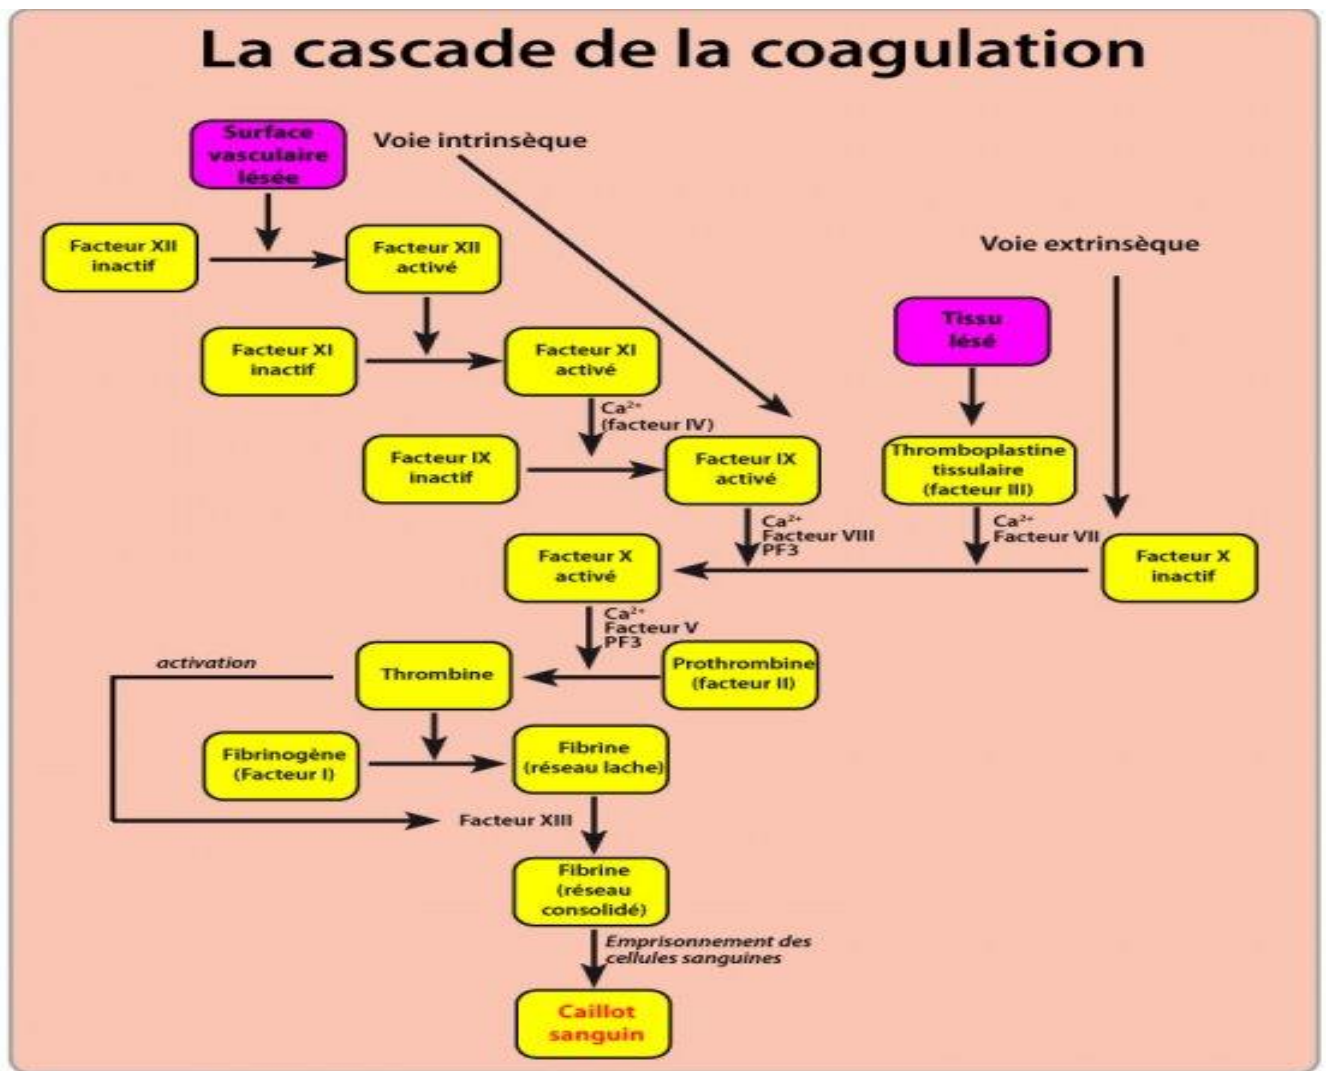 La cascade de la coagulation
Surface
vasculaire
lésée
Voie intrinsèque
Facteur XII
inactif
Facteur XII
activé
Voie extrinsèque
Tissu
lésé
Facteur XI
inactif
Facteur XI
activé
Ca²⁺
(facteur IV)
Facteur IX
inactif
Facteur IX
activé
Thromboplastine
tissulaire
(facteur III)
Ca²⁺
Facteur VIII
PF3
Ca²⁺
Facteur VII
Facteur X
activé
Facteur X
inactif
Ca²⁺
Facteur V
PF3
activation
Thrombine
Prothrombine
(facteur II)
Fibrinogène
(Facteur I)
Fibrine
(réseau lache)
Facteur XIII
Fibrine
(réseau
consolidé)
Emprisonnement des
cellules sanguines
Caillot
sanguin